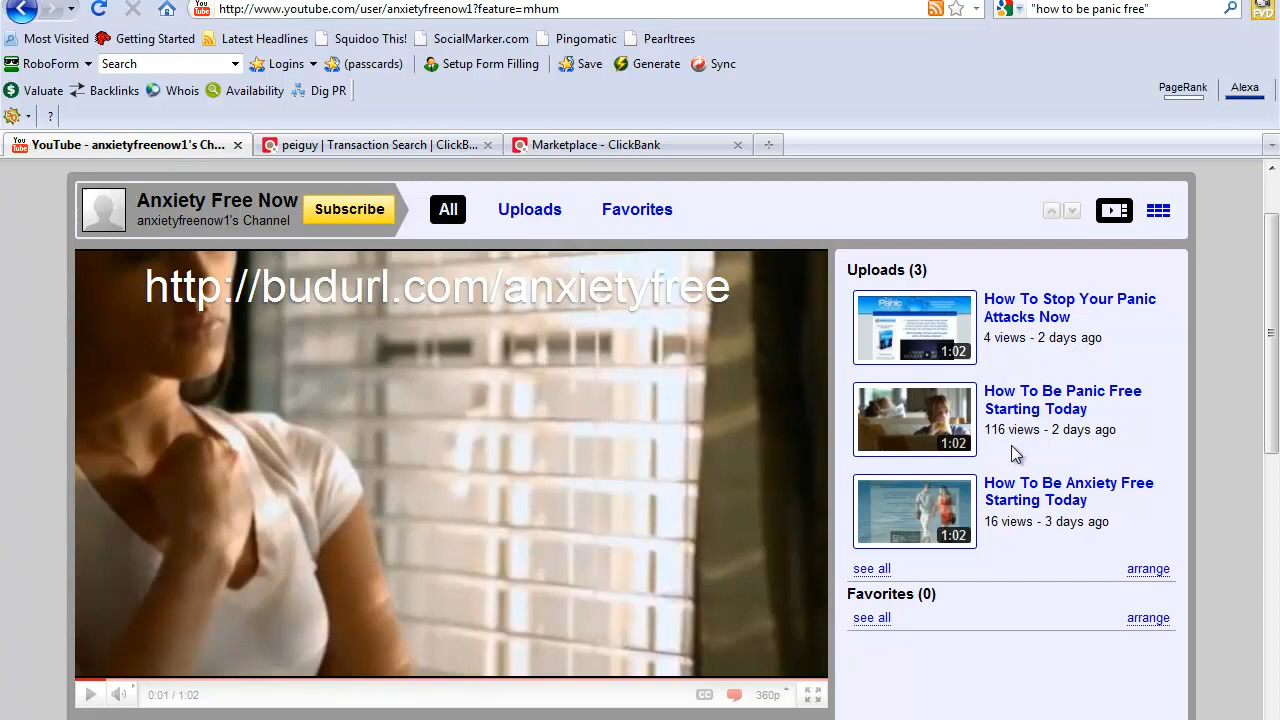 http://www.youtube.com/user/anxietyfreenow1?feature=mhum
"how to be panic free"
FVD
Most Visited
Getting Started
Latest Headlines
Squidoo This!
SocialMarker.com
Pingomatic
Pearltrees
RoboForm
Search
Logins
(passcards)
Setup Form Filling
Save
Generate
Sync
Valuate
Backlinks
Whois
Availability
Dig PR
PageRank
Alexa
?
YouTube - anxietyfreenow1's Ch...
peiguy | Transaction Search | ClickB...
Marketplace - ClickBank
Anxiety Free Now
anxietyfreenow1's Channel
Subscribe
All
Uploads
Favorites
http://budurl.com/anxietyfree
Uploads (3)
Panic
1:02
How To Stop Your Panic
Attacks Now
4 views - 2 days ago
1:02
How To Be Panic Free
Starting Today
116 views - 2 days ago
1:02
How To Be Anxiety Free
Starting Today
16 views - 3 days ago
see all
arrange
Favorites (0)
see all
arrange
0:01 / 1:02
CC
360p